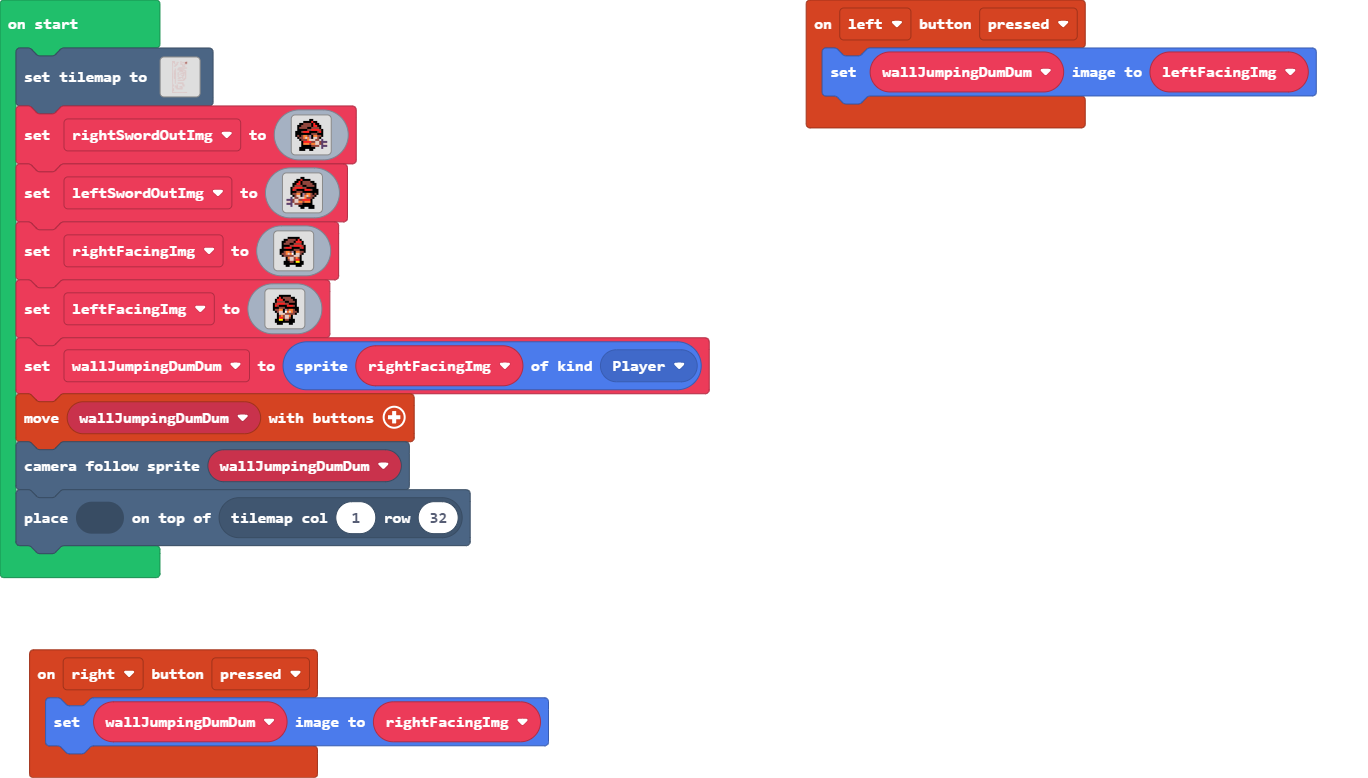 on start
set tilemap to
set rightSwordOutImg to
set leftSwordOutImg to
set rightFacingImg to
set leftFacingImg to
set wallJumpingDumDum to sprite rightFacingImg of kind Player
move wallJumpingDumDum with buttons
camera follow sprite wallJumpingDumDum
place on top of tilemap col 1 row 32
on right button pressed
set wallJumpingDumDum image to rightFacingImg
on left button pressed
set wallJumpingDumDum image to leftFacingImg